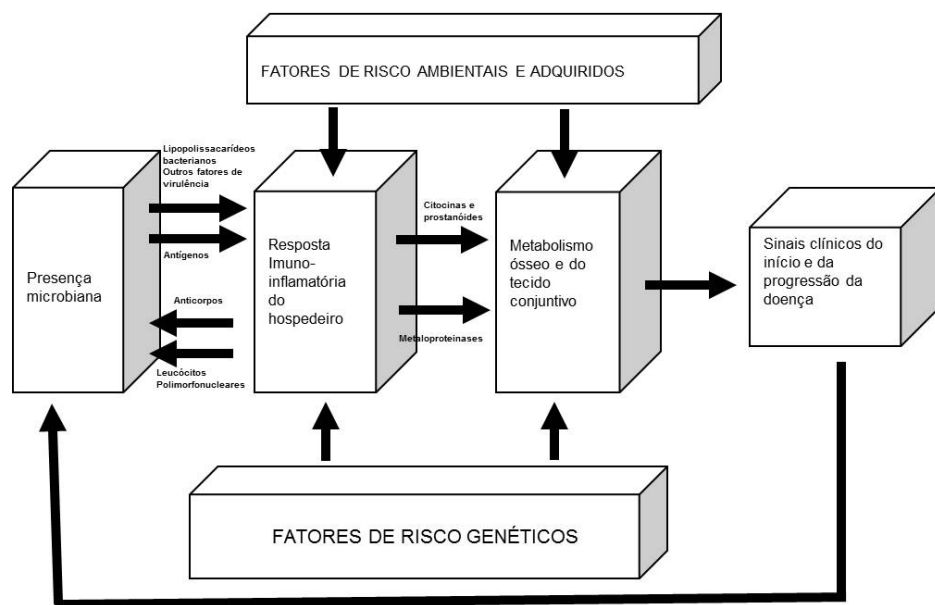 FATORES DE RISCO AMBIENTAIS E ADQUIRIDOS
Lipopolissacarídeos
bacterianos
Outros fatores de
virulência
Antígenos
Presença
microbiana
Anticorpos
Leucócitos
Polimorfonucleares
Resposta
Imuno-
inflamatória
do
hospedeiro
Citocinas e
prostanóides
Metaloproteinases
Metabolismo
ósseo e do
tecido
conjuntivo
Sinais clínicos do
início e da
progressão da
doença
FATORES DE RISCO GENÉTICOS